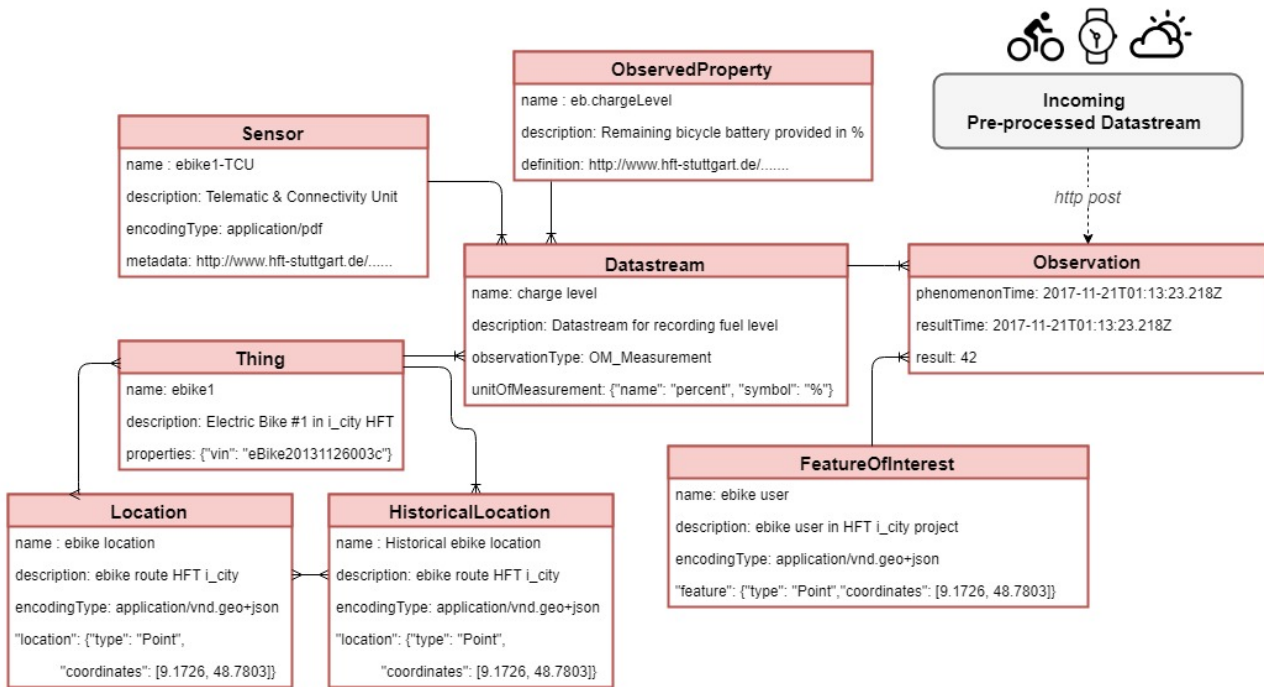 ObservedProperty
name : eb.chargeLevel
description: Remaining bicycle battery provided in %
definition: http://www.hft-stuttgart.de/.......
Incoming
Pre-processed Datastream
http post
Sensor
name : ebike1-TCU
description: Telematic & Connectivity Unit
encodingType: application/pdf
metadata: http://www.hft-stuttgart.de/......
Datastream
name: charge level
description: Datastream for recording fuel level
observationType: OM_Measurement
unitOfMeasurement: {"name": "percent", "symbol": "%"}
Observation
phenomenonTime: 2017-11-21T01:13:23.218Z
resultTime: 2017-11-21T01:13:23.218Z
result: 42
Thing
name: ebike1
description: Electric Bike #1 in i_city HFT
properties: {"vin": "eBike20131126003c"}
FeatureOfInterest
name: ebike user
description: ebike user in HFT i_city project
encodingType: application/vnd.geo+json
"feature": {"type": "Point","coordinates": [9.1726, 48.7803]}
Location
name : ebike location
description: ebike route HFT i_city
encodingType: application/vnd.geo+json
"location": {"type": "Point",
"coordinates": [9.1726, 48.7803]}
HistoricalLocation
name : Historical ebike location
description: ebike route HFT i_city
encodingType: application/vnd.geo+json
"location": {"type": "Point",
"coordinates": [9.1726, 48.7803]}